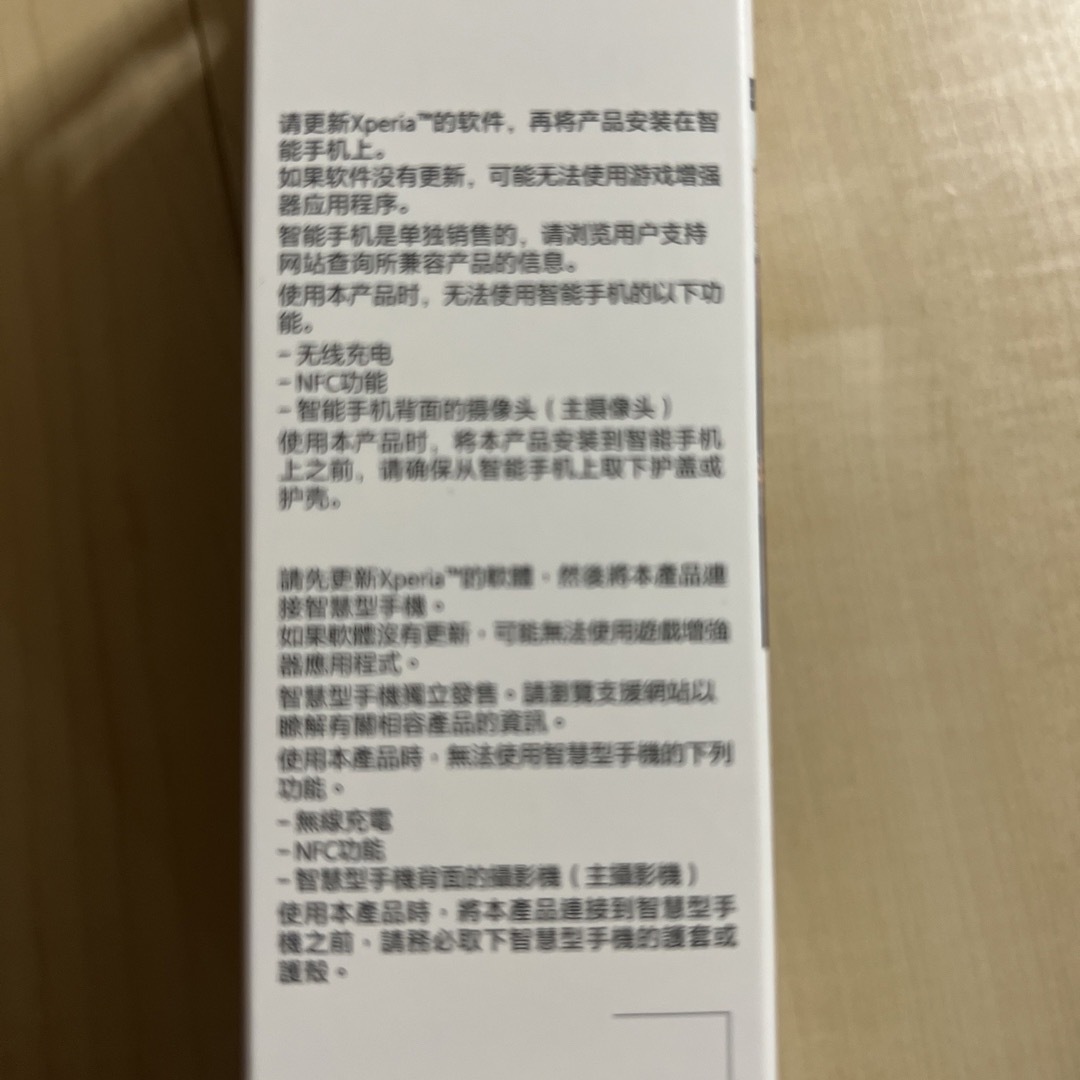 请更新Xperia™的软件，再将产品安装在智
能手机上。
如果软件没有更新，可能无法使用游戏增强
器应用程序。
智能手机是单独销售的，请浏览用户支持
网站查询所兼容产品的信息。
使用本产品时，无法使用智能手机的以下功
能。
- 无线充电
- NFC功能
- 智能手机背面的摄像头（主摄像头）
使用本产品时，将本产品安装到智能手机
上之前，请确保从智能手机上取下护盖或
护壳。
請先更新Xperia™的軟體，然後將本產品連
接智慧型手機。
如果軟體沒有更新，可能無法使用遊戲增強
器應用程式。
智慧型手機獨立發售。請瀏覽支援網站以
瞭解有關相容產品的資訊。
使用本產品時，無法使用智慧型手機的下列
功能。
- 無線充電
- NFC功能
- 智慧型手機背面的攝影機（主攝影機）
使用本產品時，將本產品連接到智慧型手
機之前，請務必取下智慧型手機的護套或
護殼。